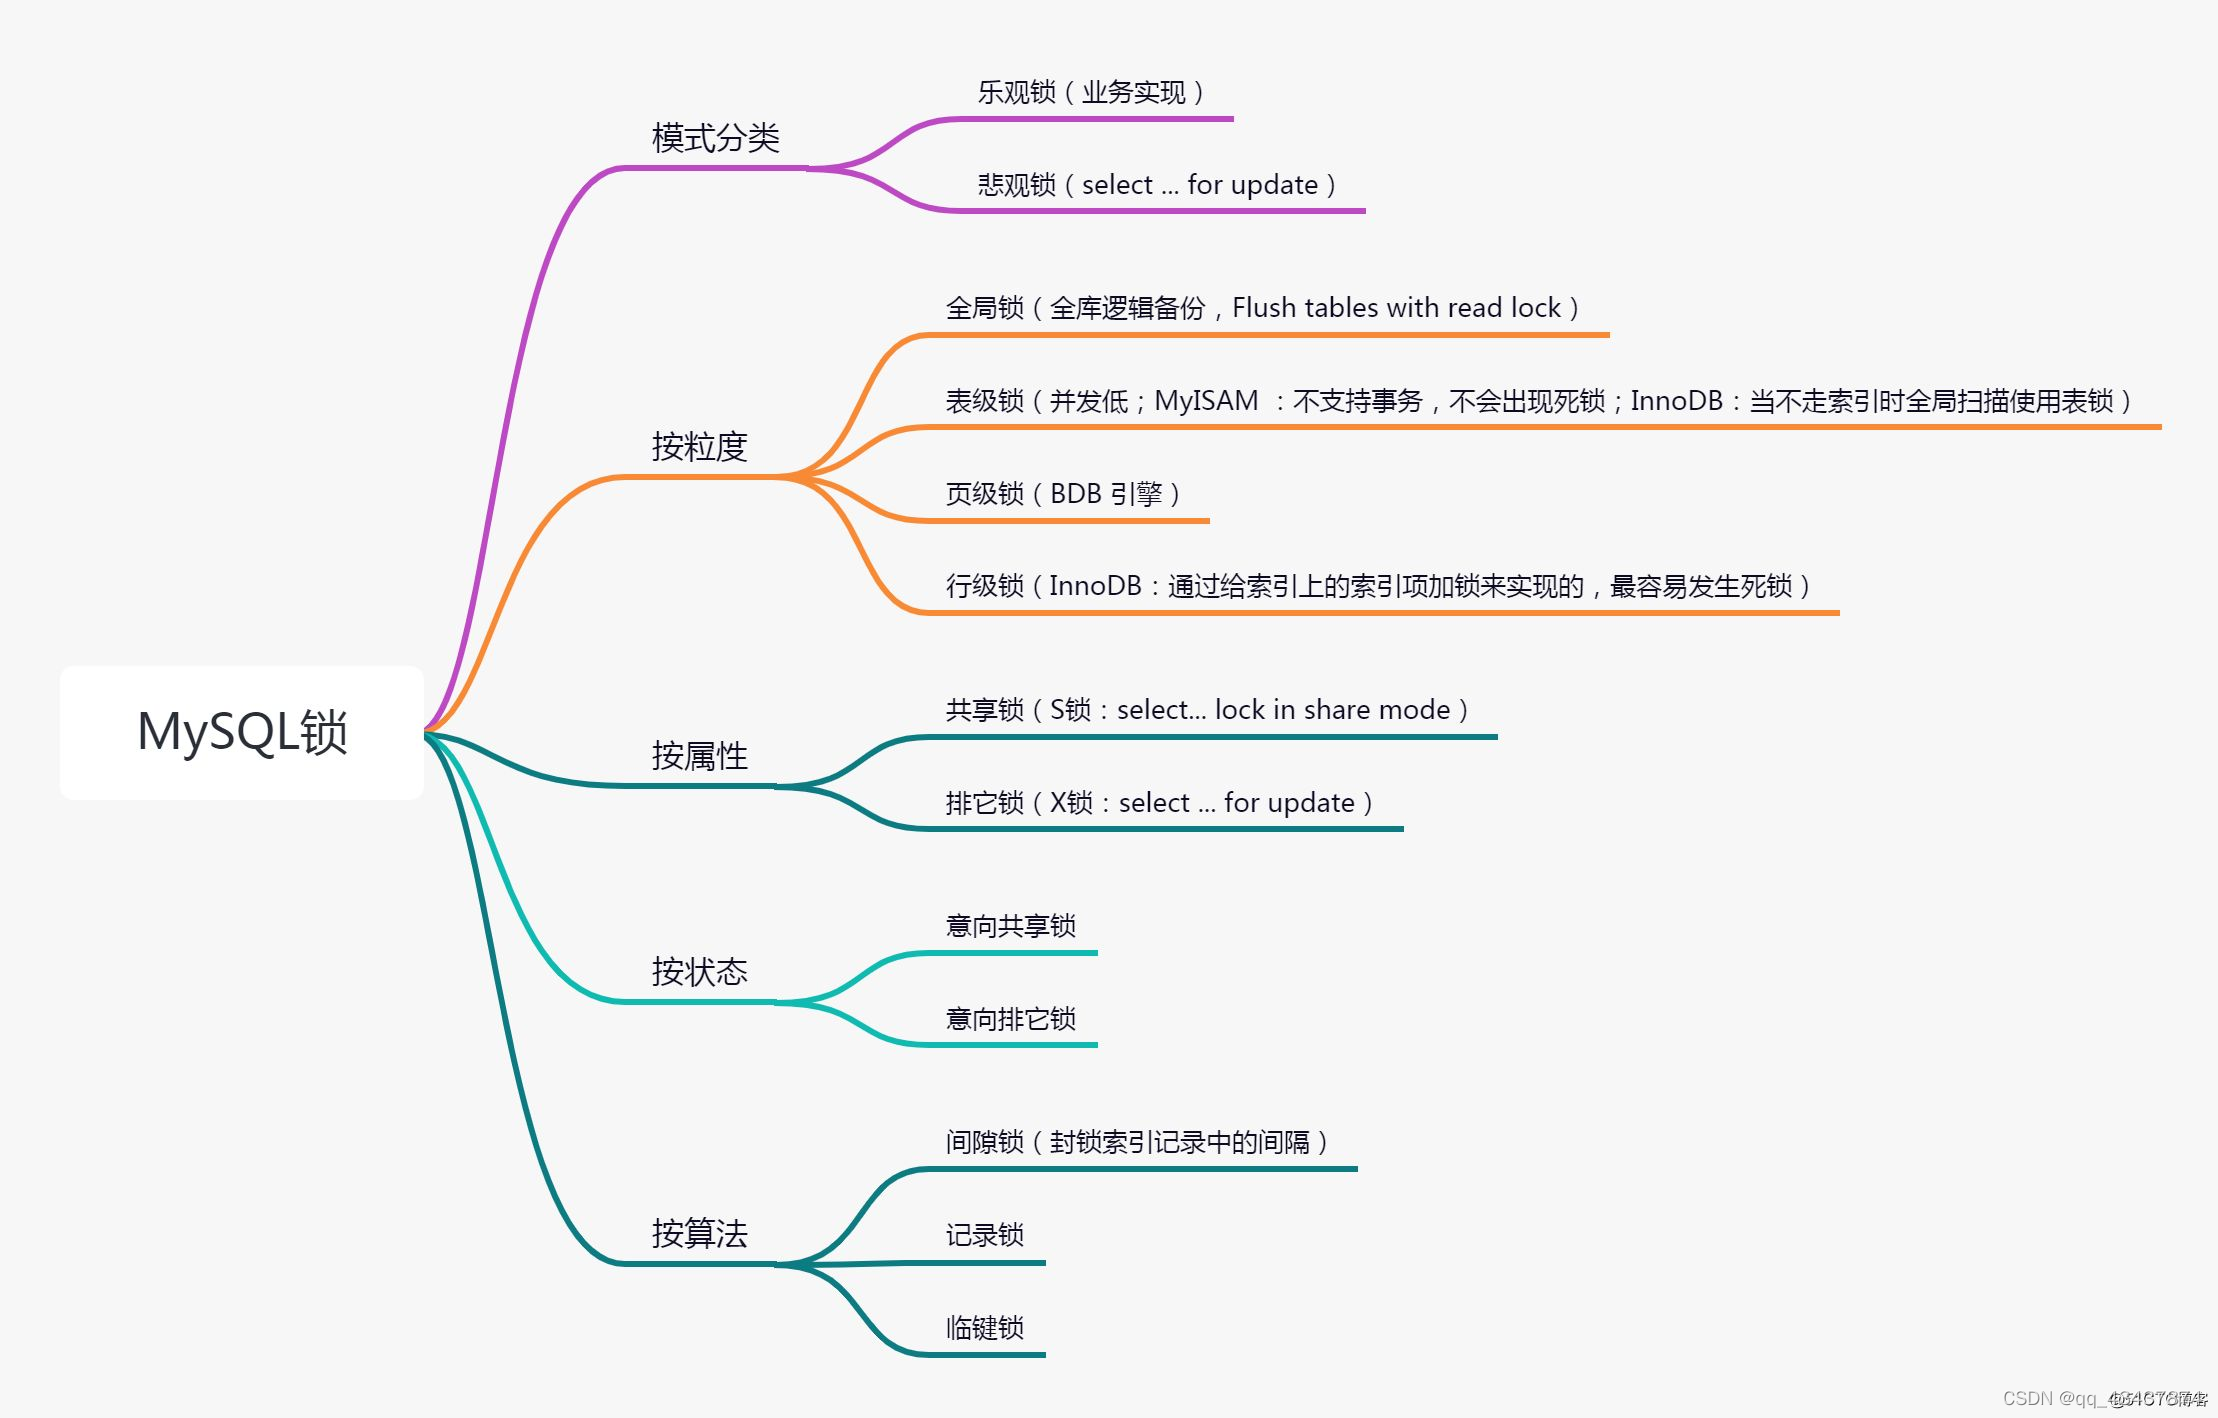 MySQL锁
模式分类
乐观锁（业务实现）
悲观锁（select ... for update）
按粒度
全局锁（全库逻辑备份，Flush tables with read lock）
表级锁（并发低；MyISAM ：不支持事务，不会出现死锁；InnoDB：当不走索引时全局扫描使用表锁）
页级锁（BDB 引擎）
行级锁（InnoDB：通过给索引上的索引项加锁来实现的，最容易发生死锁）
按属性
共享锁（S锁：select... lock in share mode）
排它锁（X锁：select ... for update）
按状态
意向共享锁
意向排它锁
按算法
间隙锁（封锁索引记录中的间隔）
记录锁
临键锁
CSDN
@51CTO博客